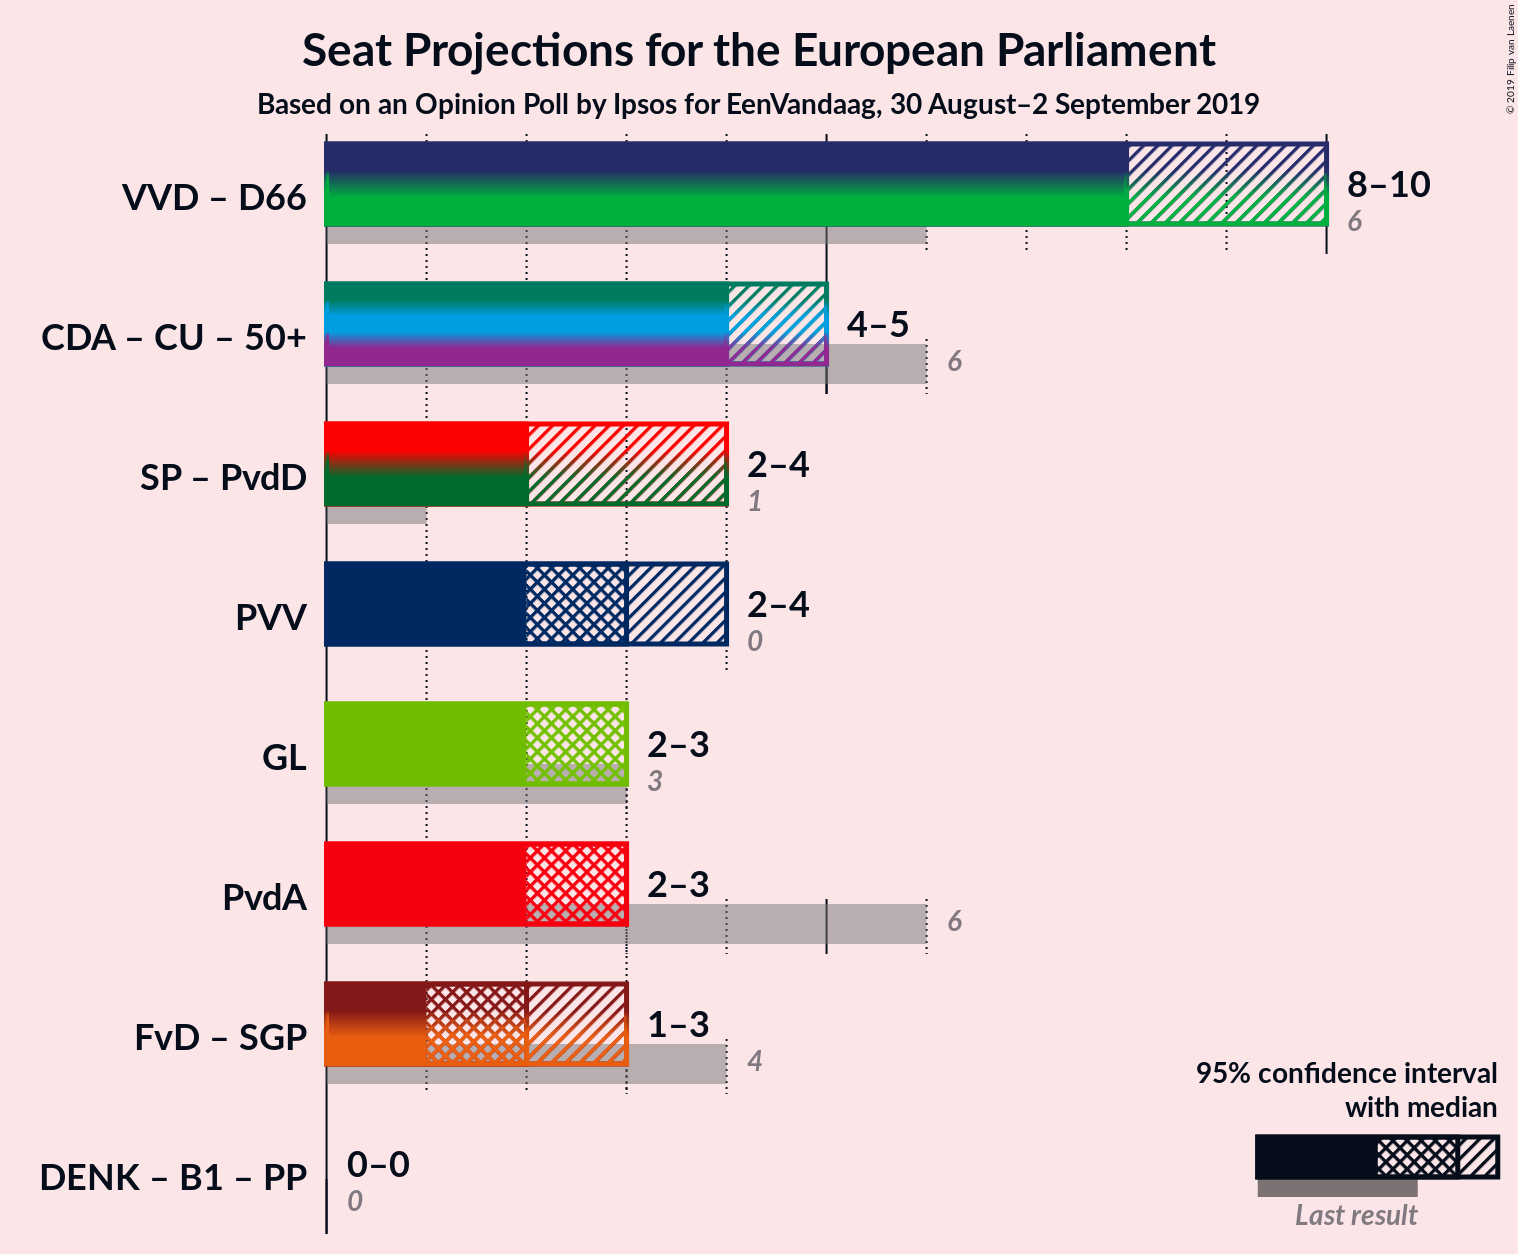 Seat Projections for the European Parliament
Based on an Opinion Poll by Ipsos for EenVandaag, 30 August–2 September 2019
© 2019 Filip van Laenen
VVD – D66
8–10
6
CDA – CU – 50+
4–5
6
SP – PvdD
2–4
1
PVV
2–4
0
GL
2–3
3
PvdA
2–3
6
FvD – SGP
1–3
4
DENK – B1 – PP
0–0
0
95% confidence interval
with median
Last result